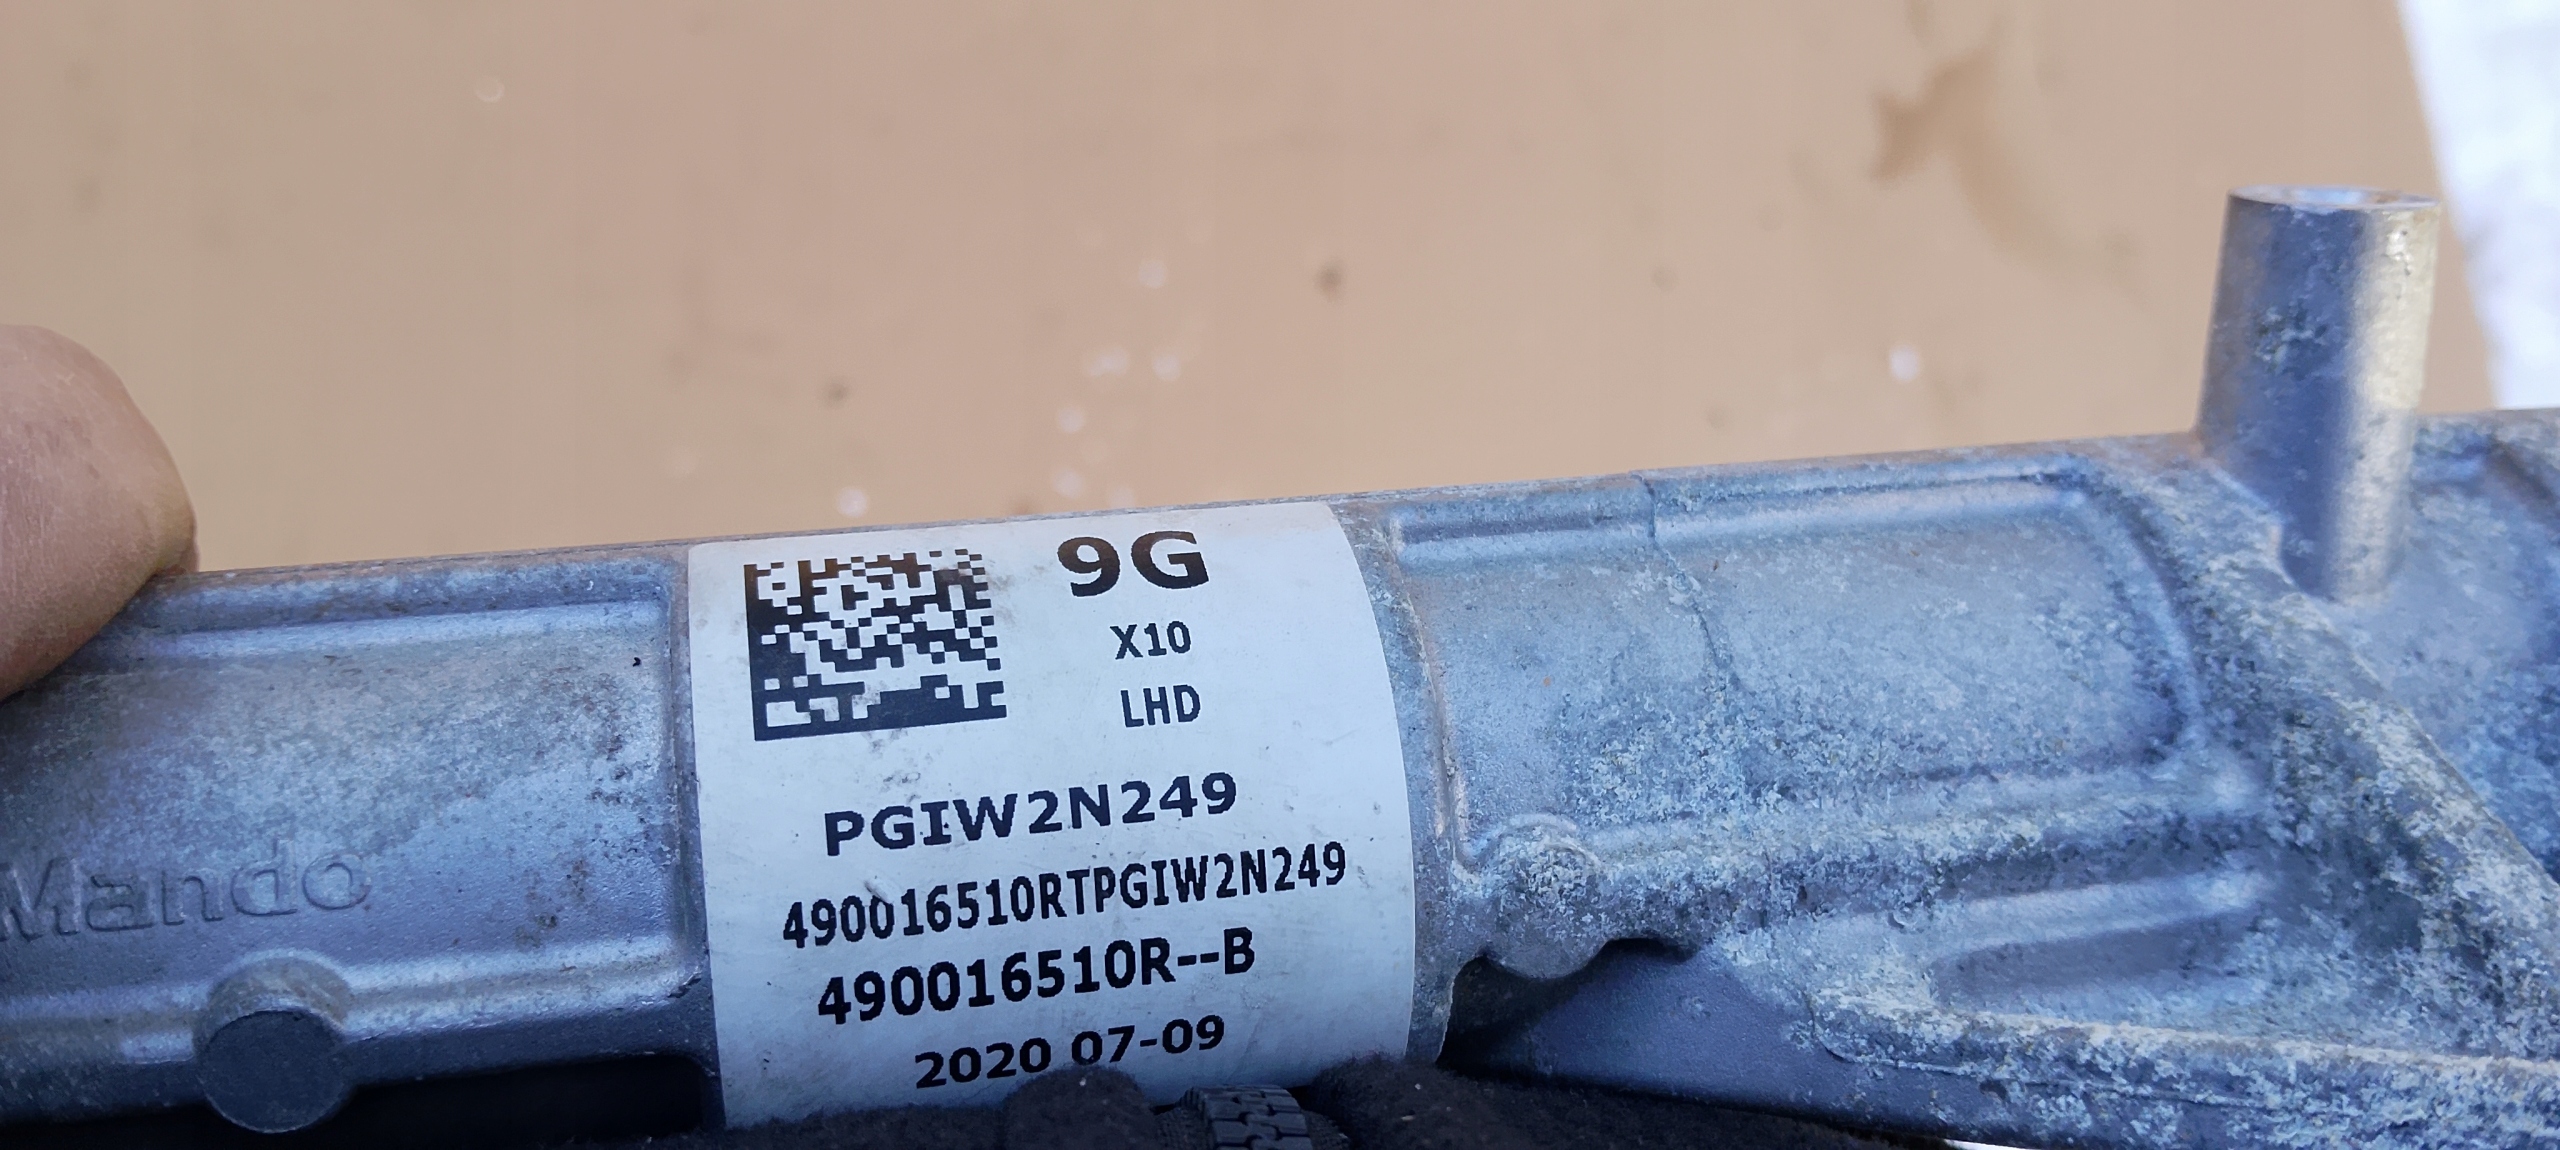 9G
X10
LHD
PGIW2N249
490016510RTPGIW2N249
490016510R--B
2020 07-09
Mando